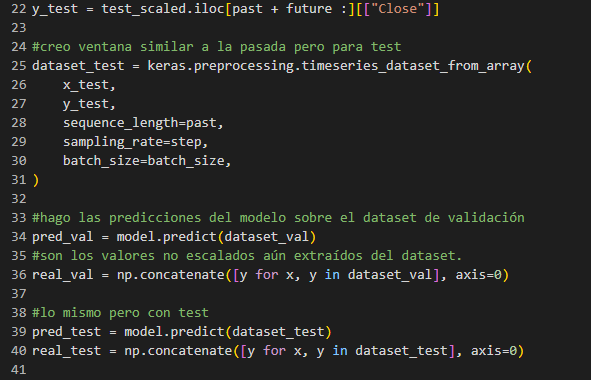 22 y_test = test_scaled.iloc[past + future :][["Close"]]
23
24 #creo ventana similar a la pasada pero para test
25 dataset_test = keras.preprocessing.timeseries_dataset_from_array(
26     x_test,
27     y_test,
28     sequence_length=past,
29     sampling_rate=step,
30     batch_size=batch_size,
31 )
32
33 #hago las predicciones del modelo sobre el dataset de validación
34 pred_val = model.predict(dataset_val)
35 #son los valores no escalados aún extraídos del dataset.
36 real_val = np.concatenate([y for x, y in dataset_val], axis=0)
37
38 #lo mismo pero con test
39 pred_test = model.predict(dataset_test)
40 real_test = np.concatenate([y for x, y in dataset_test], axis=0)
41